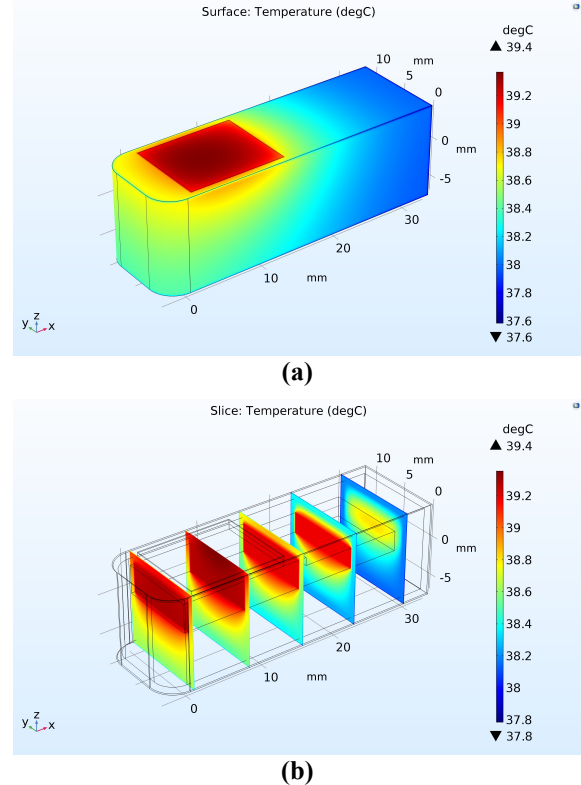 Surface: Temperature (degC)
degC
▲ 39.4
10
mm
5
0
39.2
39
0
mm
38.8
-5
38.6
38.4
30
38.2
20
38
10
mm
37.8
0
37.6
y z x
▼ 37.6
(a)
Slice: Temperature (degC)
degC
▲ 39.4
10
mm
5
0
39.2
39
0
mm
38.8
-5
38.6
38.4
30
38.2
20
38
10
mm
37.8
0
y z x
▼ 37.8
(b)